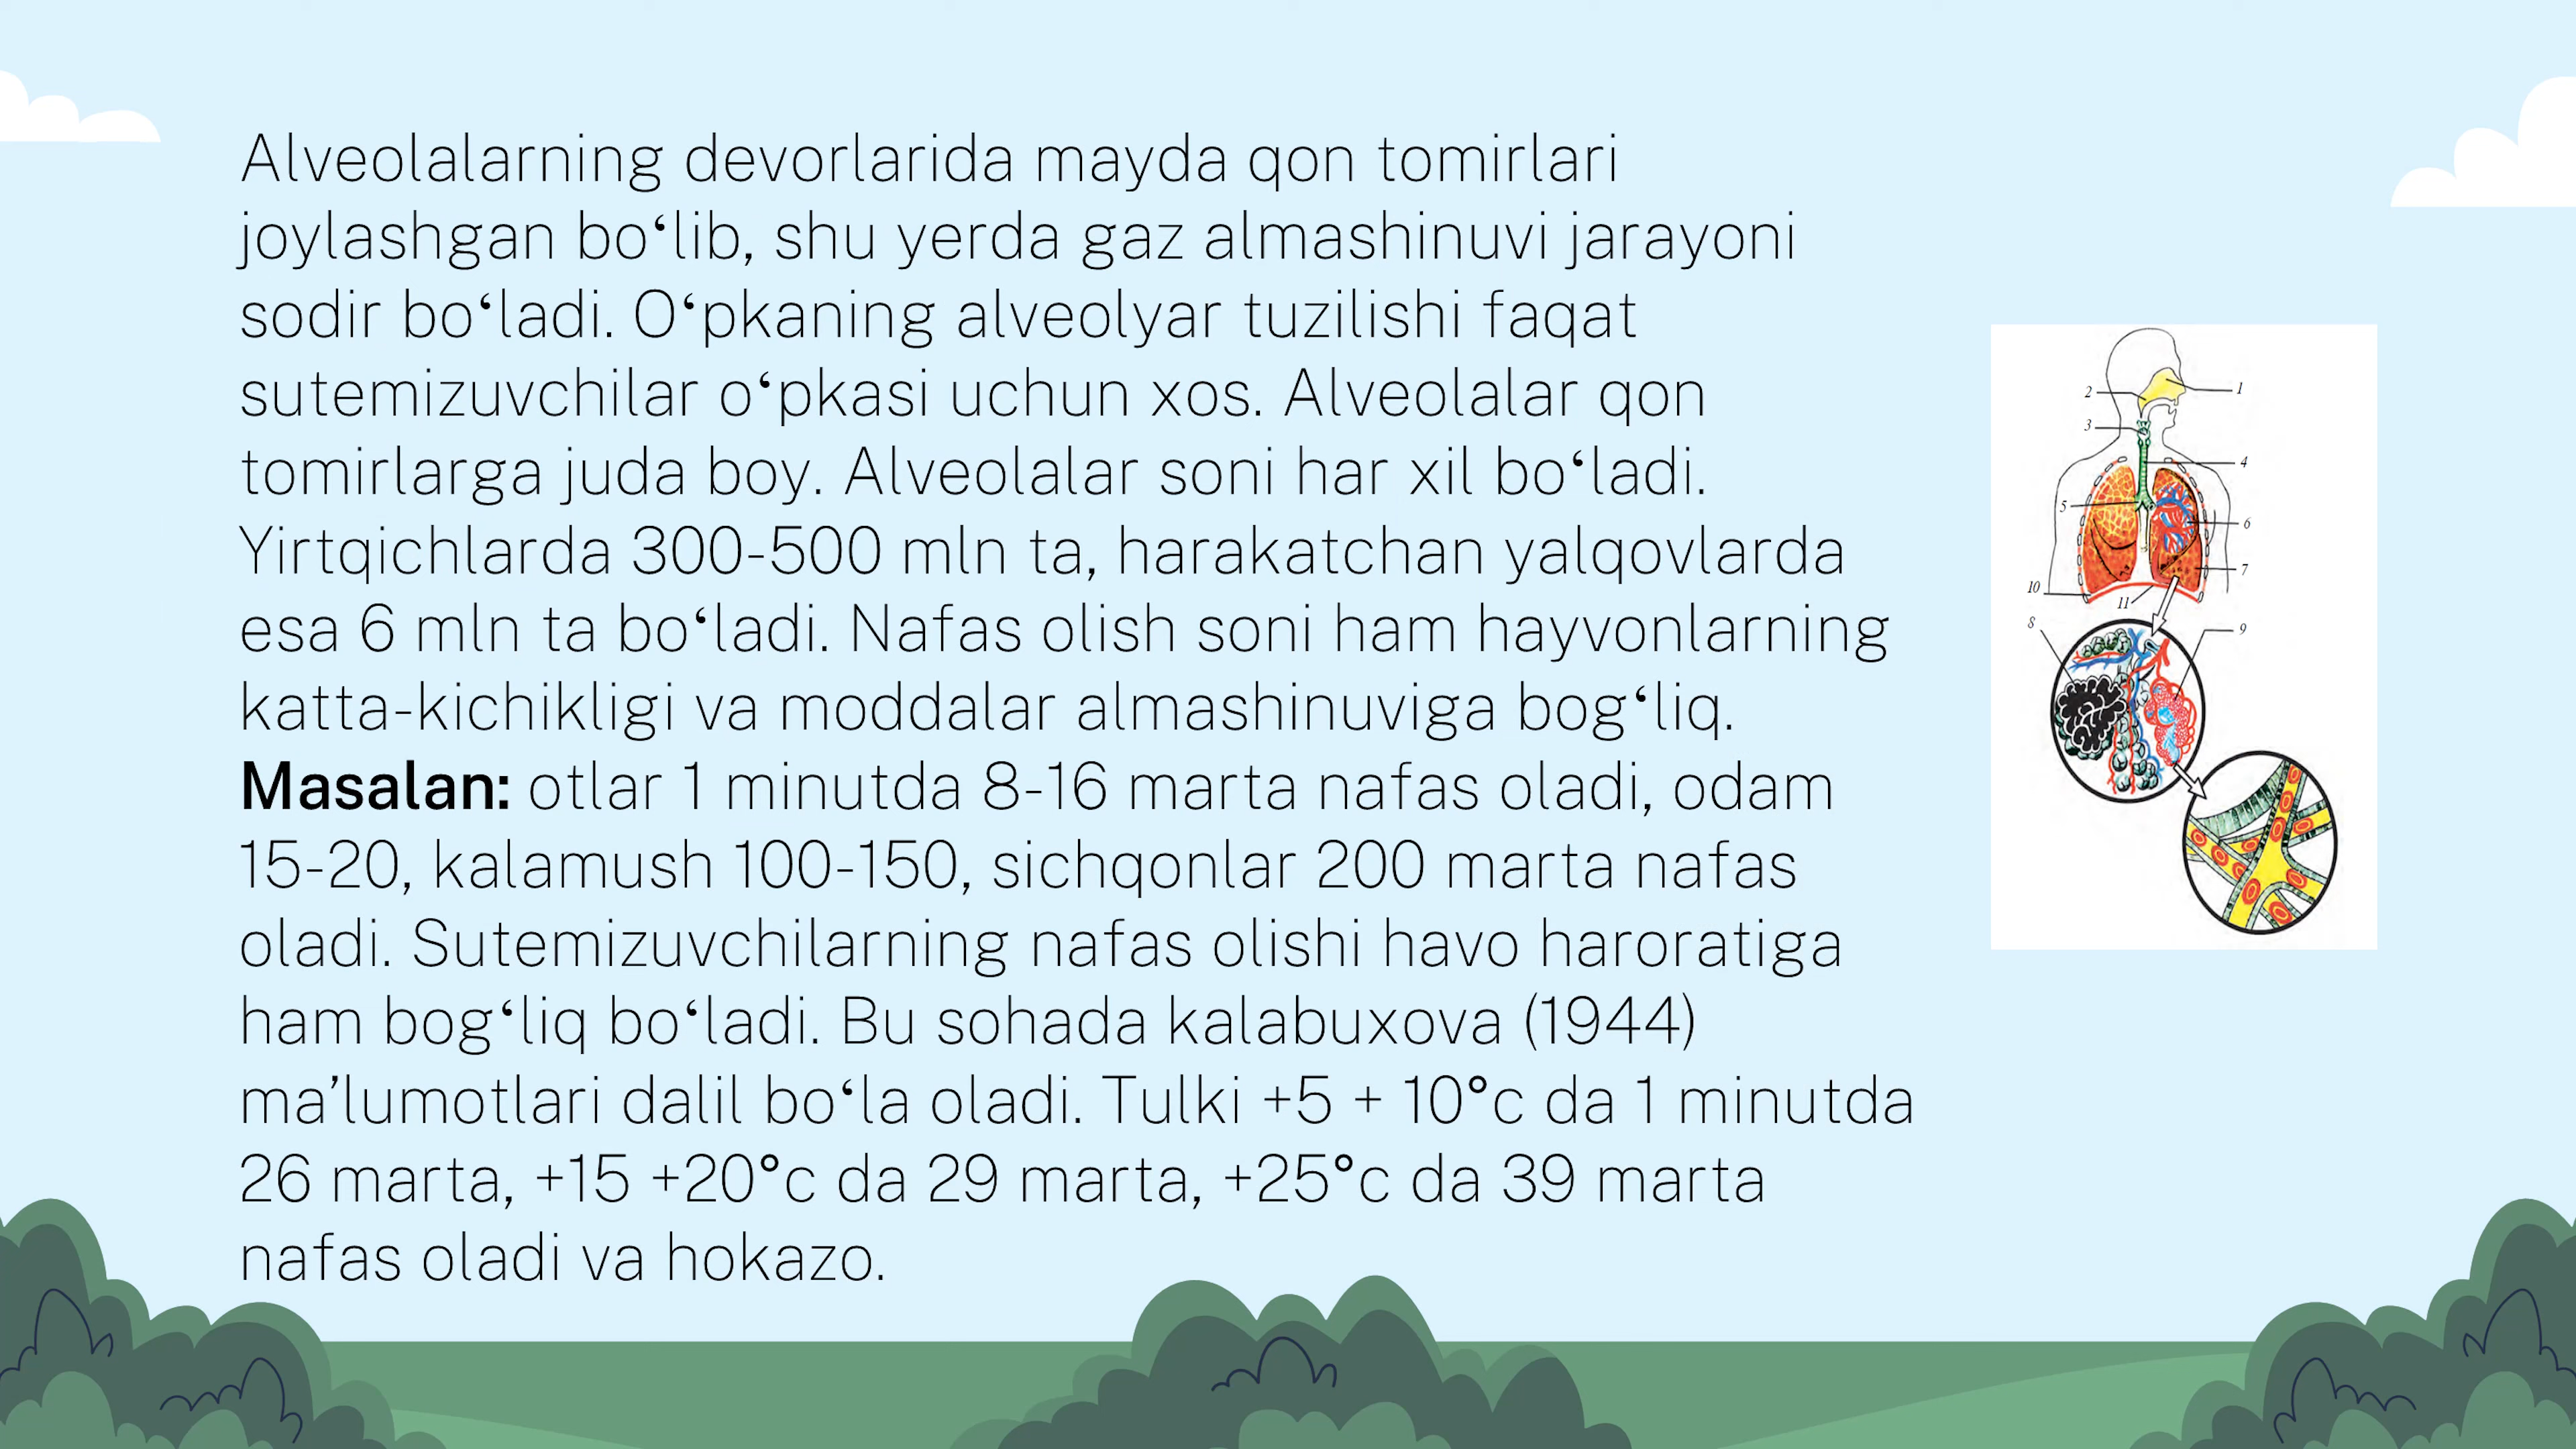 Alveolalarning devorlarida mayda qon tomirlari
joylashgan bo‘lib, shu yerda gaz almashinuvi jarayoni
sodir bo‘ladi. O‘pkaning alveolyar tuzilishi faqat
sutemizuvchilar o‘pkasi uchun xos. Alveolalar qon
tomirlarga juda boy. Alveolalar soni har xil bo‘ladi.
Yirtqichlarda 300-500 mln ta, harakatchan yalqovlarda
esa 6 mln ta bo‘ladi. Nafas olish soni ham hayvonlarning
katta-kichikligi va moddalar almashinuviga bog‘liq.
Masalan: otlar 1 minutda 8-16 marta nafas oladi, odam
15-20, kalamush 100-150, sichqonlar 200 marta nafas
oladi. Sutemizuvchilarning nafas olishi havo haroratiga
ham bog‘liq bo‘ladi. Bu sohada kalabuxova (1944)
ma’lumotlari dalil bo‘la oladi. Tulki +5 + 10°c da 1 minutda
26 marta, +15 +20°c da 29 marta, +25°c da 39 marta
nafas oladi va hokazo.
1
2
3
4
5
6
7
10
11
8
9